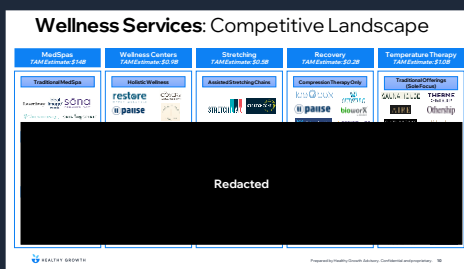 Wellness Services: Competitive Landscape
MedSpas
TAM Estimate: $14B
Wellness Centers
TAM Estimate: $0.9B
Stretching
TAM Estimate: $0.5B
Recovery
TAM Estimate: $0.2B
Temperature Therapy
TAM Estimate: $1.0B
Traditional MedSpa
Holistic Wellness
Assisted Stretching Chains
Compression Therapy Only
Traditional Offerings
(Sole Focus)
sona
restore
pause
STRETCH
pause
SAUNA HOUSE
THERME
AIRE
Othership
Redacted
HEALTHY GROWTH
Prepared by Healthy Growth Advisory. Confidential and proprietary.